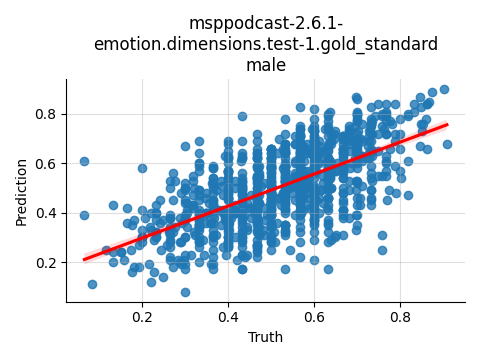 msppodcast-2.6.1-
emotion.dimensions.test-1.gold_standard
male
0.8
0.6
0.4
0.2
Prediction
0.2 0.4 0.6 0.8
Truth